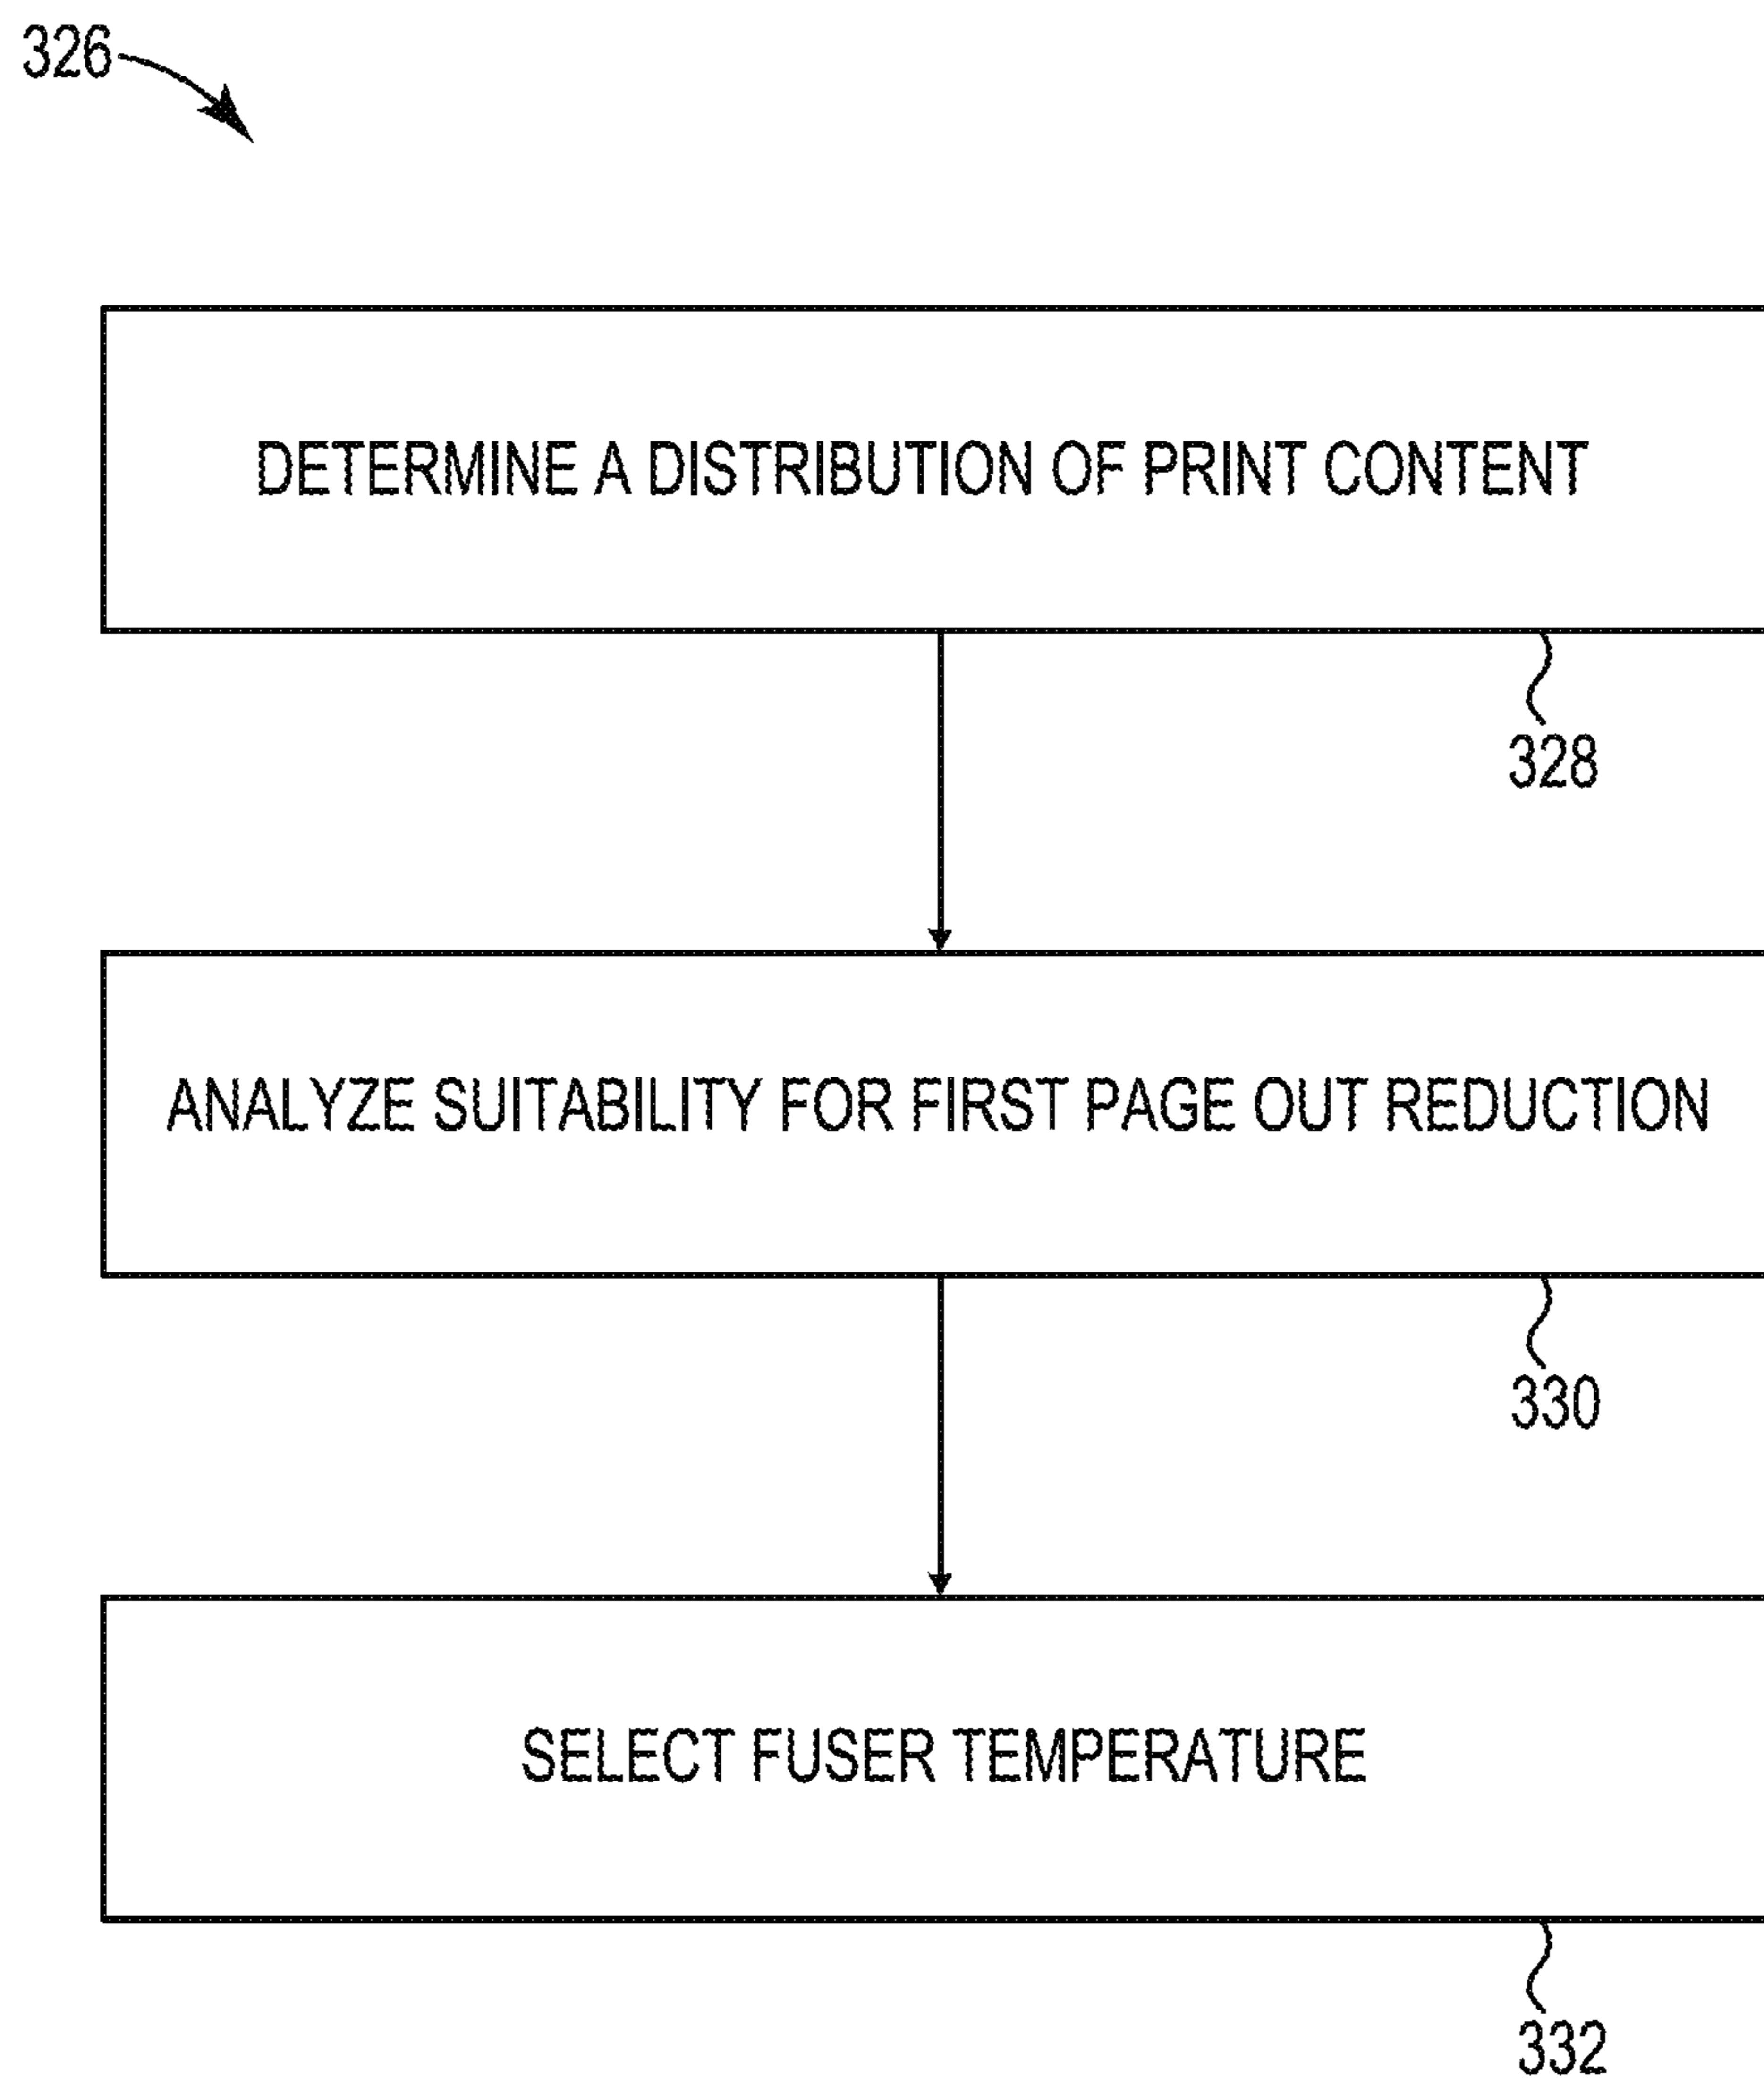 326
DETERMINE A DISTRIBUTION OF PRINT CONTENT
328
ANALYZE SUITABILITY FOR FIRST PAGE OUT REDUCTION
330
SELECT FUSER TEMPERATURE
332